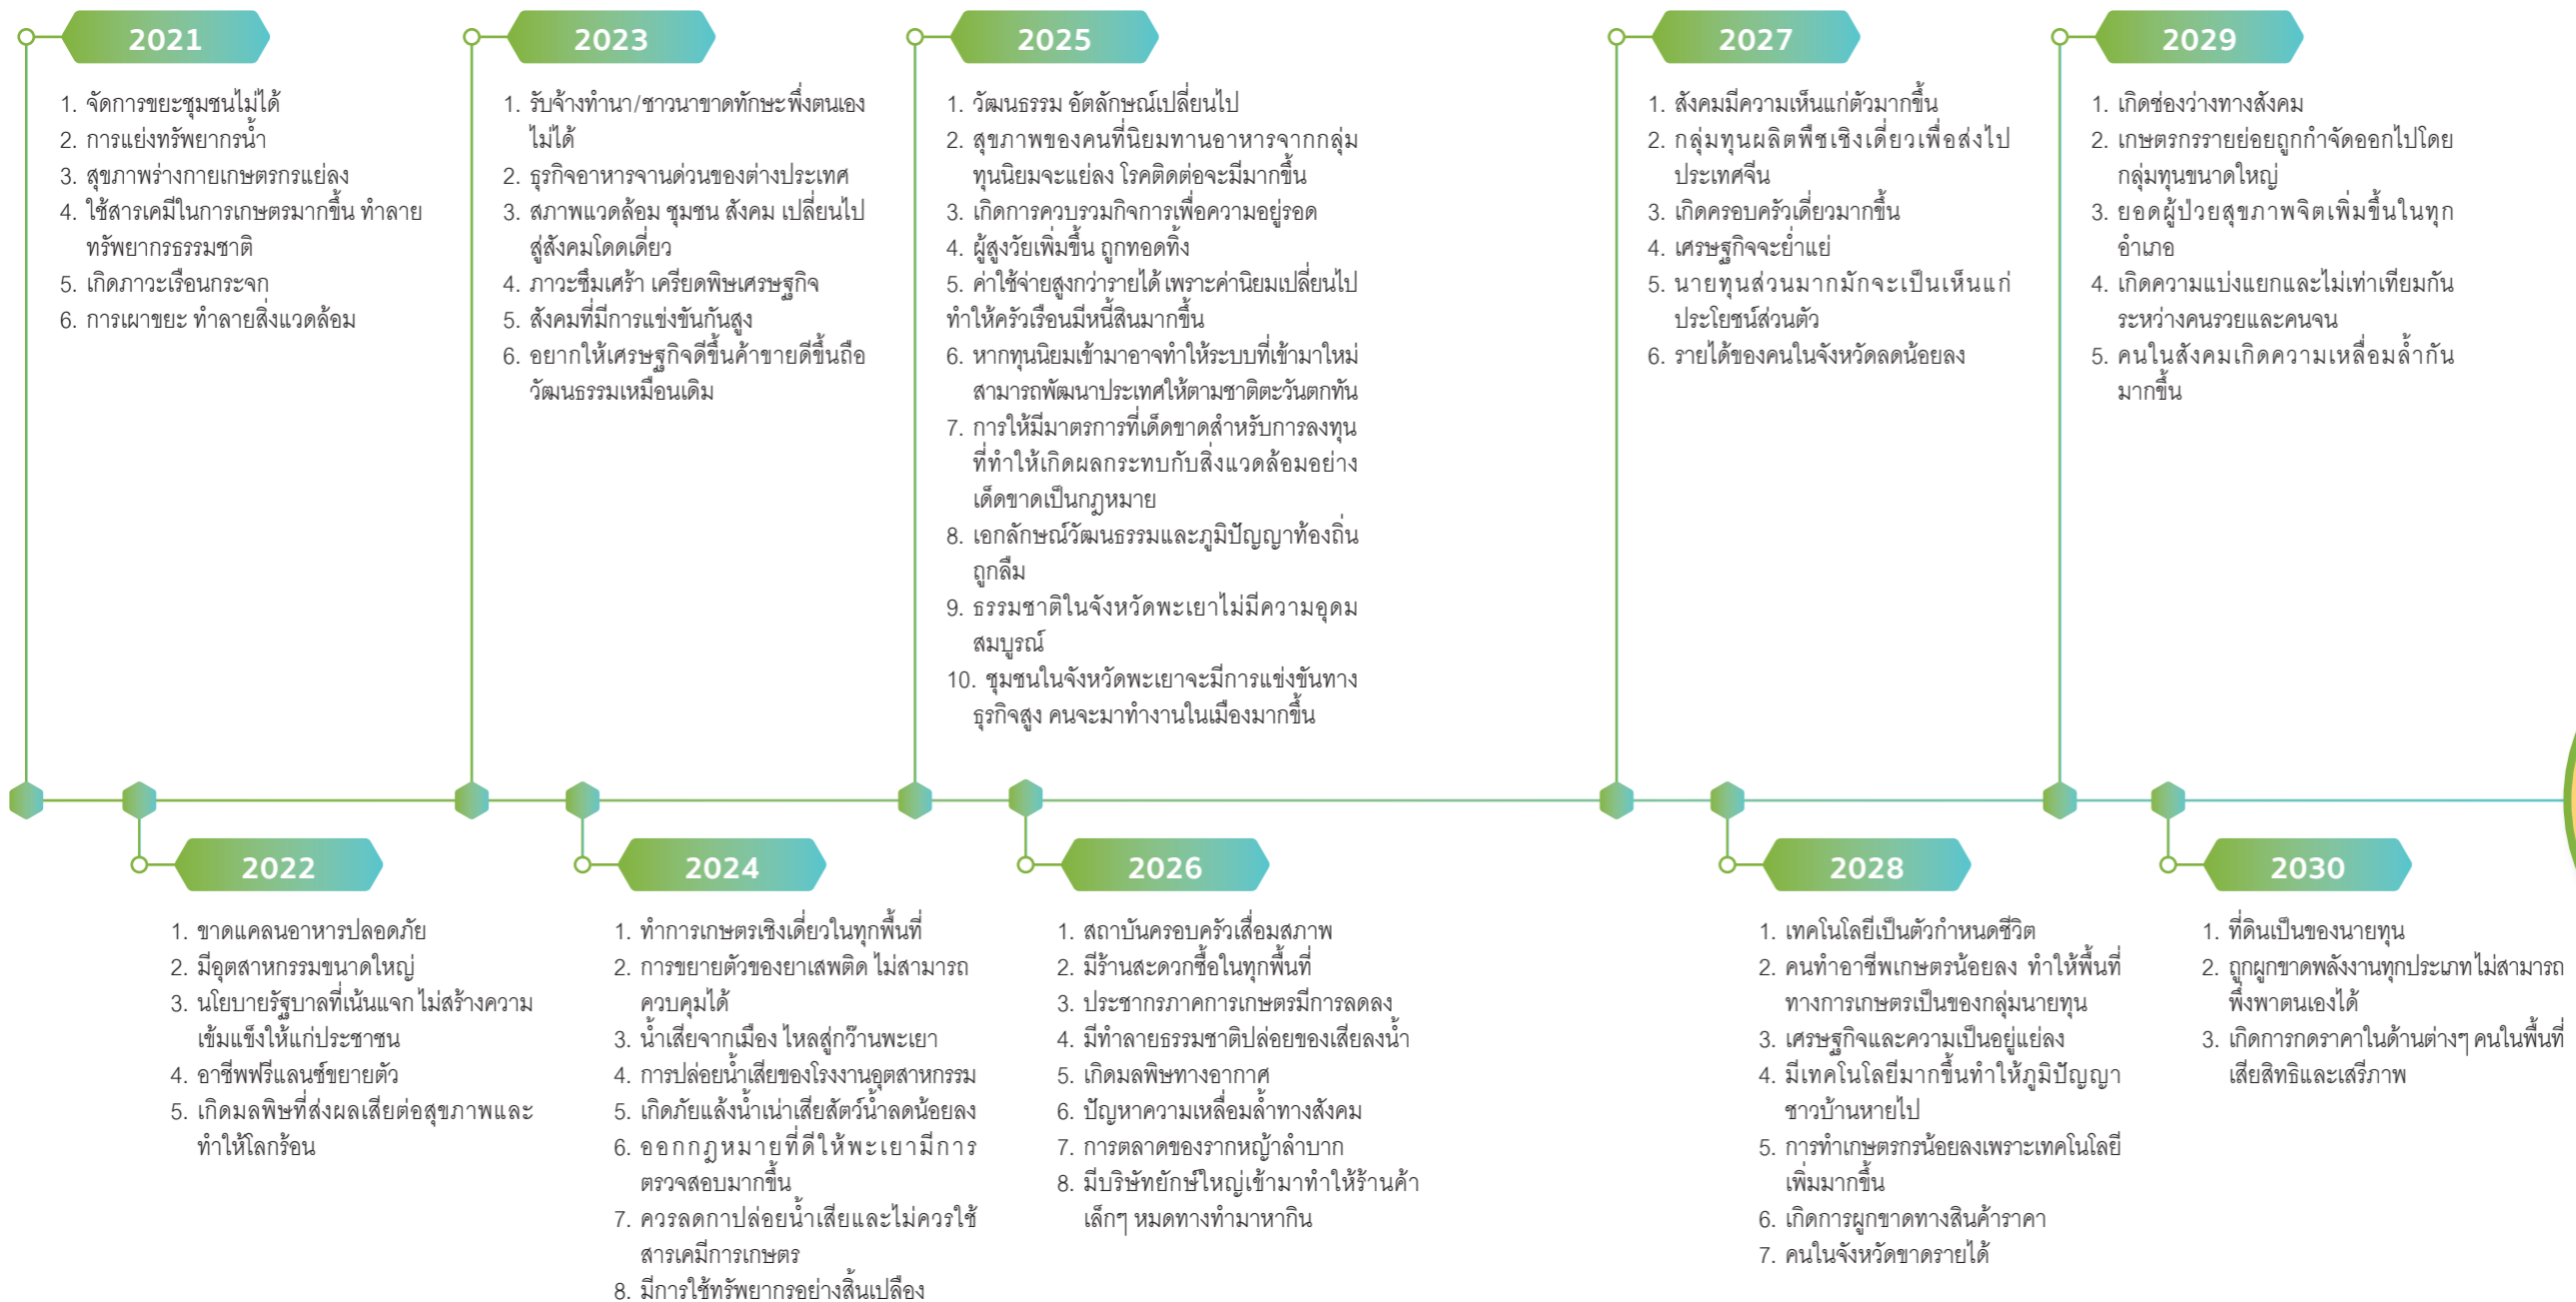 2021
1. จัดการขยะชุมชนไม่ได้
2. การแย่งทรัพยากรน้ำ
3. สุขภาพร่างกายเกษตรกรแย่ลง
4. ใช้สารเคมีในการเกษตรมากขึ้น ทำลาย
ทรัพยากรธรรมชาติ
5. เกิดภาวะเรือนกระจก
6. การเผาขยะ ทำลายสิ่งแวดล้อม
2023
1. รับจ้างทำนา/ชาวนาขาดทักษะพึ่งตนเอง
ไม่ได้
2. ธุรกิจอาหารจานด่วนของต่างประเทศ
3. สภาพแวดล้อม ชุมชน สังคม เปลี่ยนไป
สู่สังคมโดดเดี่ยว
4. ภาวะซึมเศร้า เครียดพิษเศรษฐกิจ
5. สังคมที่มีการแข่งขันกันสูง
6. อยากให้เศรษฐกิจดีขึ้นค้าขายดีขึ้นถือ
วัฒนธรรมเหมือนเดิม
2025
1. วัฒนธรรม อัตลักษณ์เปลี่ยนไป
2. สุขภาพของคนที่นิยมทานอาหารจากกลุ่ม
ทุนนิยมจะแย่ลง โรคติดต่อจะมีมากขึ้น
3. เกิดการควบรวมกิจการเพื่อความอยู่รอด
4. ผู้สูงวัยเพิ่มขึ้น ถูกทอดทิ้ง
5. ค่าใช้จ่ายสูงกว่ารายได้ เพราะค่านิยมเปลี่ยนไป
ทำให้ครัวเรือนมีหนี้สินมากขึ้น
6. หากทุนนิยมเข้ามาอาจทำให้ระบบที่เข้ามาใหม่
สามารถพัฒนาประเทศให้ตามชาติตะวันตกทัน
7. การให้มีมาตรการที่เด็ดขาดสำหรับการลงทุน
ที่ทำให้เกิดผลกระทบกับสิ่งแวดล้อมอย่าง
เด็ดขาดเป็นกฎหมาย
8. เอกลักษณ์วัฒนธรรมและภูมิปัญญาท้องถิ่น
ถูกลืม
9. ธรรมชาติในจังหวัดพะเยาไม่มีความอุดม
สมบูรณ์
10. ชุมชนในจังหวัดพะเยาจะมีการแข่งขันทาง
ธุรกิจสูง คนจะมาทำงานในเมืองมากขึ้น
2027
1. สังคมมีความเห็นแก่ตัวมากขึ้น
2. กลุ่มทุนผลิตพืชเชิงเดี่ยวเพื่อส่งไป
ประเทศจีน
3. เกิดครอบครัวเดี่ยวมากขึ้น
4. เศรษฐกิจจะย่ำแย่
5. นายทุนส่วนมากมักจะเป็นเห็นแก่
ประโยชน์ส่วนตัว
6. รายได้ของคนในจังหวัดลดน้อยลง
2029
1. เกิดช่องว่างทางสังคม
2. เกษตรกรรายย่อยถูกกำจัดออกไปโดย
กลุ่มทุนขนาดใหญ่
3. ยอดผู้ป่วยสุขภาพจิตเพิ่มขึ้นในทุก
อำเภอ
4. เกิดความแบ่งแยกและไม่เท่าเทียมกัน
ระหว่างคนรวยและคนจน
5. คนในสังคมเกิดความเหลื่อมล้ำกัน
มากขึ้น
2022
1. ขาดแคลนอาหารปลอดภัย
2. มีอุตสาหกรรมขนาดใหญ่
3. นโยบายรัฐบาลที่เน้นแจก ไม่สร้างความ
เข้มแข็งให้แก่ประชาชน
4. อาชีพฟรีแลนซ์ขยายตัว
5. เกิดมลพิษที่ส่งผลเสียต่อสุขภาพและ
ทำให้โลกร้อน
2024
1. ทำการเกษตรเชิงเดี่ยวในทุกพื้นที่
2. การขยายตัวของยาเสพติด ไม่สามารถ
ควบคุมได้
3. น้ำเสียจากเมือง ไหลสู่กว๊านพะเยา
4. การปล่อยน้ำเสียของโรงงานอุตสาหกรรม
5. เกิดภัยแล้งน้ำเน่าเสียสัตว์น้ำลดน้อยลง
6. ออกกฎหมายที่ดีให้พะเยามีการ
ตรวจสอบมากขึ้น
7. ควรลดกาปล่อยน้ำเสียและไม่ควรใช้
สารเคมีการเกษตร
8. มีการใช้ทรัพยากรอย่างสิ้นเปลือง
2026
1. สถาบันครอบครัวเสื่อมสภาพ
2. มีร้านสะดวกซื้อในทุกพื้นที่
3. ประชากรภาคการเกษตรมีการลดลง
4. มีทำลายธรรมชาติปล่อยของเสียลงน้ำ
5. เกิดมลพิษทางอากาศ
6. ปัญหาความเหลื่อมล้ำทางสังคม
7. การตลาดของรากหญ้าลำบาก
8. มีบริษัทยักษ์ใหญ่เข้ามาทำให้ร้านค้า
เล็กๆ หมดทางทำมาหากิน
2028
1. เทคโนโลยีเป็นตัวกำหนดชีวิต
2. คนทำอาชีพเกษตรน้อยลง ทำให้พื้นที่
ทางการเกษตรเป็นของกลุ่มนายทุน
3. เศรษฐกิจและความเป็นอยู่แย่ลง
4. มีเทคโนโลยีมากขึ้นทำให้ภูมิปัญญา
ชาวบ้านหายไป
5. การทำเกษตรกรน้อยลงเพราะเทคโนโลยี
เพิ่มมากขึ้น
6. เกิดการผูกขาดทางสินค้าราคา
7. คนในจังหวัดขาดรายได้
2030
1. ที่ดินเป็นของนายทุน
2. ถูกผูกขาดพลังงานทุกประเภท ไม่สามารถ
พึ่งพาตนเองได้
3. เกิดการกดราคาในด้านต่างๆ คนในพื้นที่
เสียสิทธิและเสรีภาพ